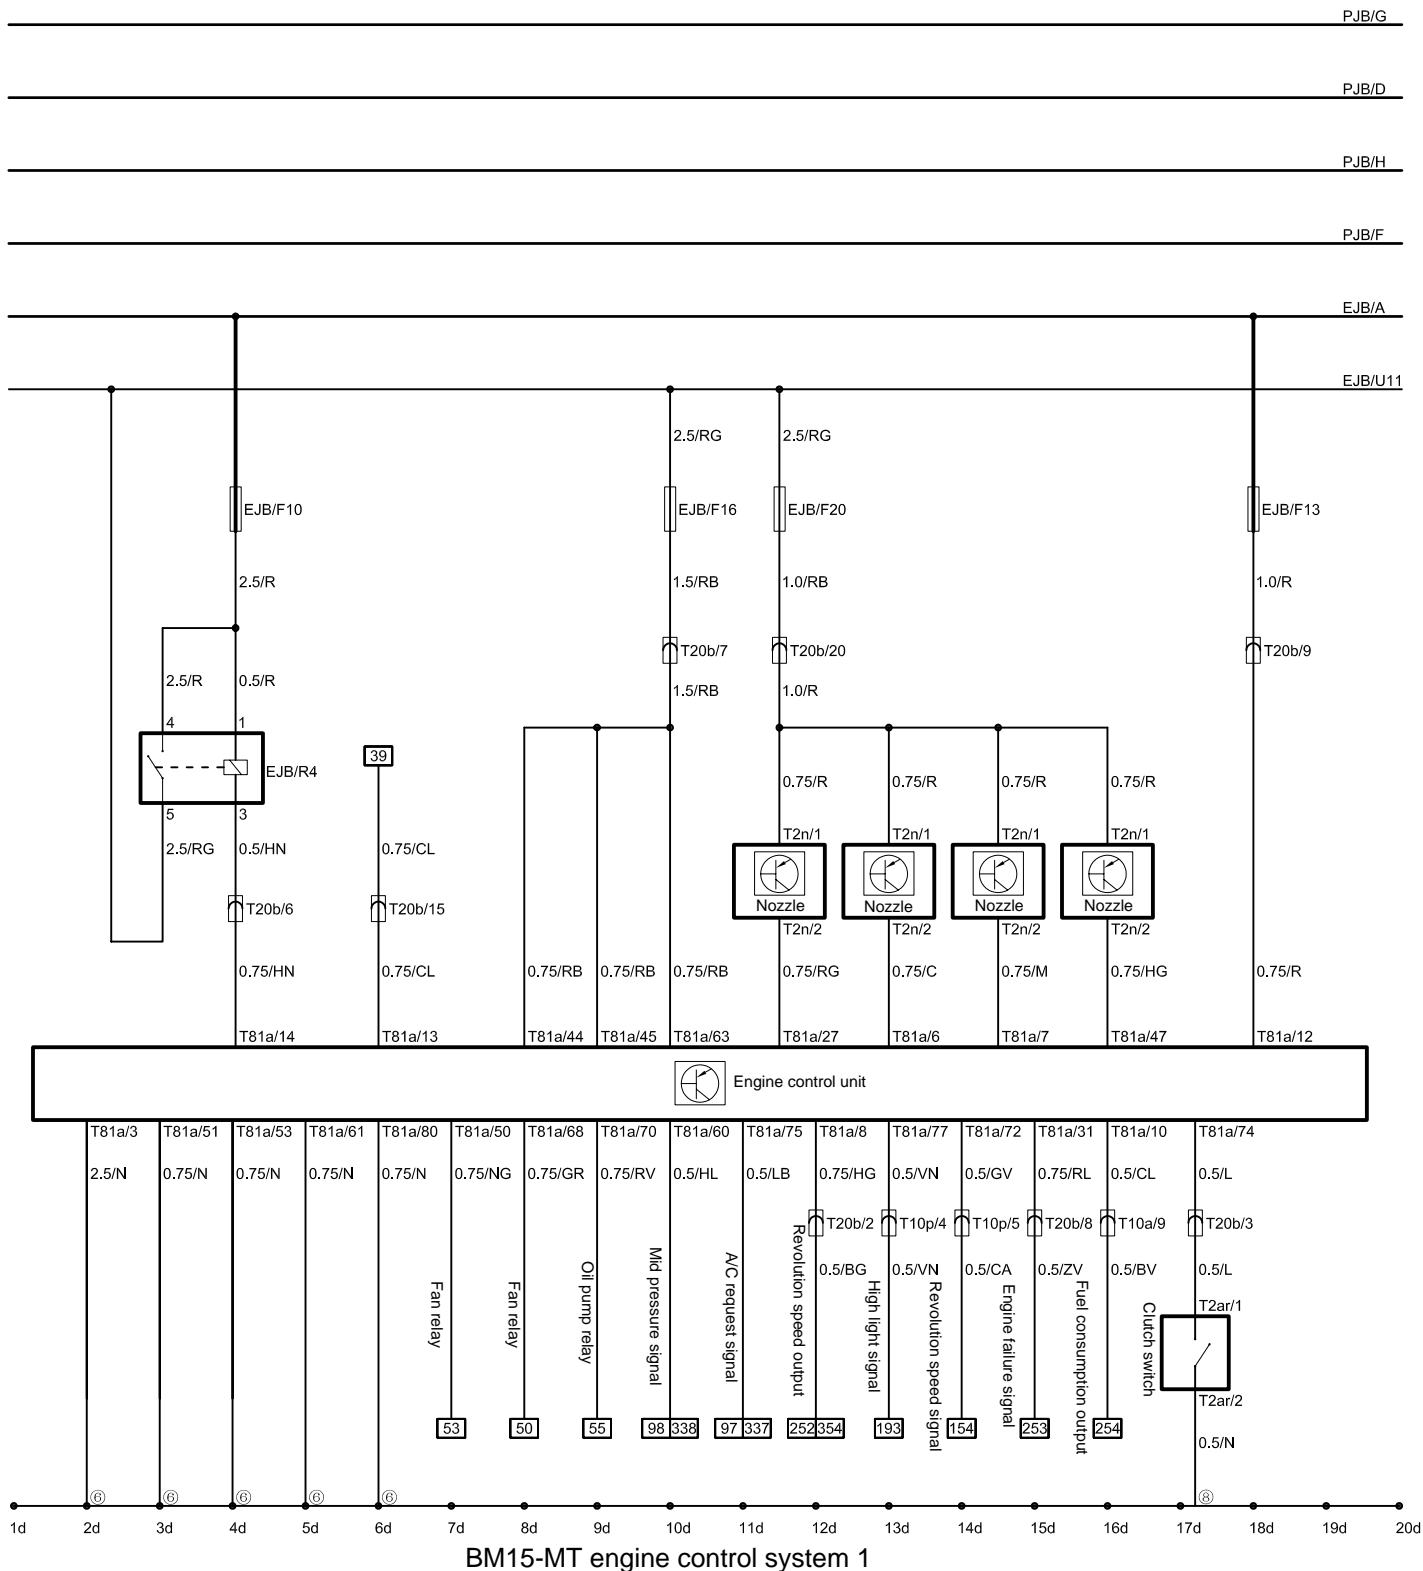 PJB/G
PJB/D
PJB/H
PJB/F
EJB/A
EJB/U11
2.5/RG 2.5/RG
EJB/F10 EJB/F16 EJB/F20 EJB/F13
2.5/R 1.5/RB 1.0/RB 1.0/R
T20b/7 T20b/20 T20b/9
2.5/R 0.5/R 1.5/RB 1.0/R
4 1
39
EJB/R4
0.75/R 0.75/R 0.75/R 0.75/R
5 3
T2n/1 T2n/1 T2n/1 T2n/1
2.5/RG 0.5/HN 0.75/CL
Nozzle Nozzle Nozzle Nozzle
T20b/6 T20b/15
T2n/2 T2n/2 T2n/2 T2n/2
0.75/HN 0.75/CL 0.75/RB 0.75/RB 0.75/RB 0.75/RG 0.75/C 0.75/M 0.75/HG 0.75/R
T81a/14 T81a/13 T81a/44 T81a/45 T81a/63 T81a/27 T81a/6 T81a/7 T81a/47 T81a/12
Engine control unit
T81a/3 T81a/51 T81a/53 T81a/61 T81a/80 T81a/50 T81a/68 T81a/70 T81a/60 T81a/75 T81a/8 T81a/77 T81a/72 T81a/31 T81a/10 T81a/74
2.5/N 0.75/N 0.75/N 0.75/N 0.75/N 0.75/NG 0.75/GR 0.75/RV 0.5/HL 0.5/LB 0.75/HG 0.5/VN 0.5/GV 0.75/RL 0.5/CL 0.5/L
T20b/2 T10p/4 T10p/5 T20b/8 T10a/9 T20b/3
0.5/BG 0.5/VN 0.5/CA 0.5/ZV 0.5/BV 0.5/L
Fan relay
Fan relay
Oil pump relay
Mid pressure signal
A/C request signal
Revolution speed output
High light signal
Revolution speed signal
Engine failure signal
Fuel consumption output
Clutch switch
T2ar/1
T2ar/2
53 50 55 98 338 97 337 252 354 193 154 253 254
0.5/N
⑥ ⑥ ⑥ ⑥ ⑥ ⑧
1d 2d 3d 4d 5d 6d 7d 8d 9d 10d 11d 12d 13d 14d 15d 16d 17d 18d 19d 20d
BM15-MT engine control system 1